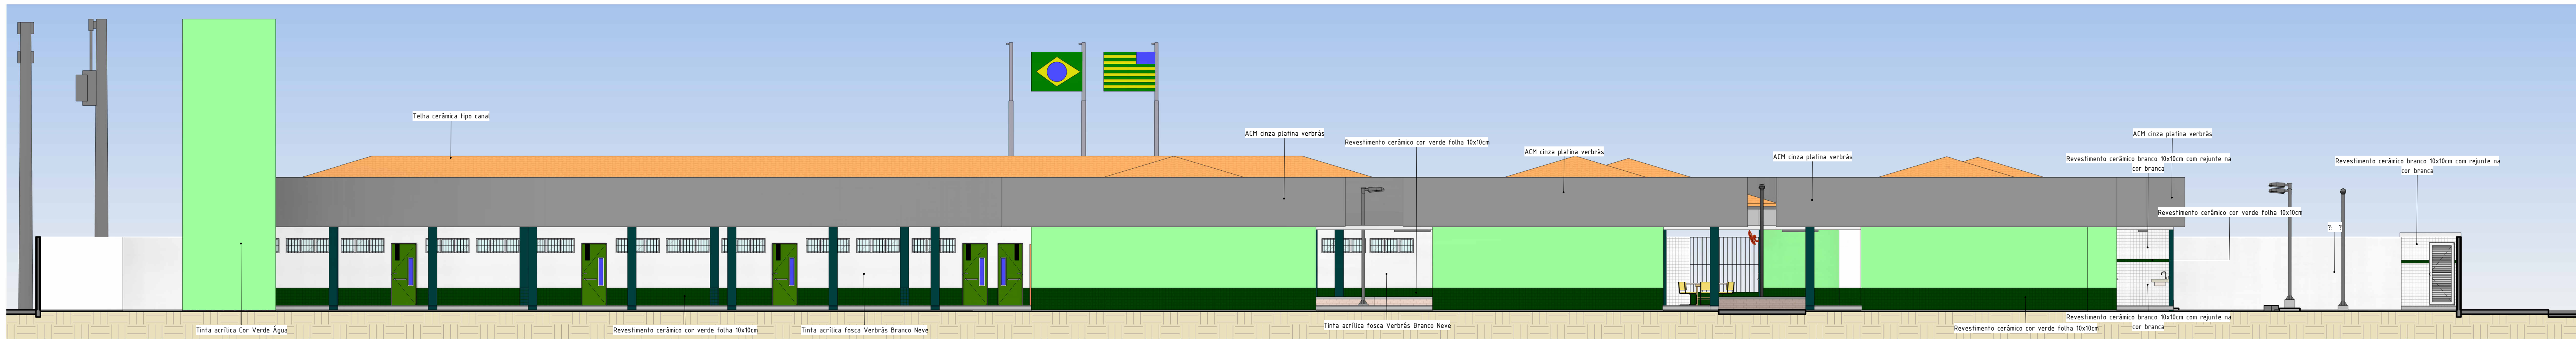 Telha cerâmica tipo canal
ACM cinza platina verbrás
Revestimento cerâmico cor verde folha 10x10cm
ACM cinza platina verbrás
ACM cinza platina verbrás
ACM cinza platina verbrás
Revestimento cerâmico branco 10x10cm com rejunte na
cor branca
Revestimento cerâmico branco 10x10cm com rejunte na
cor branca
Revestimento cerâmico cor verde folha 10x10cm
?: ?
Tinta acrílica Cor Verde Água
Revestimento cerâmico cor verde folha 10x10cm
Tinta acrílica fosca Verbrás Branco Neve
Tinta acrílica fosca Verbrás Branco Neve
Revestimento cerâmico cor verde folha 10x10cm
Revestimento cerâmico branco 10x10cm com rejunte na
cor branca